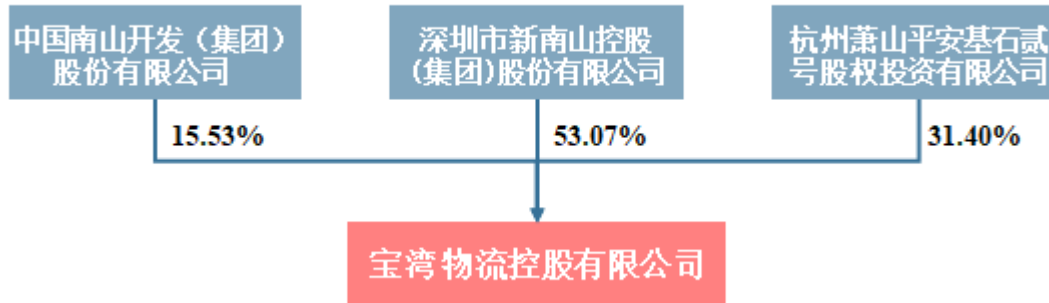 中国南山开发（集团）
股份有限公司
深圳市新南山控股
(集团)股份有限公司
杭州萧山平安基石贰
号股权投资有限公司
15.53%
53.07%
31.40%
宝湾物流控股有限公司